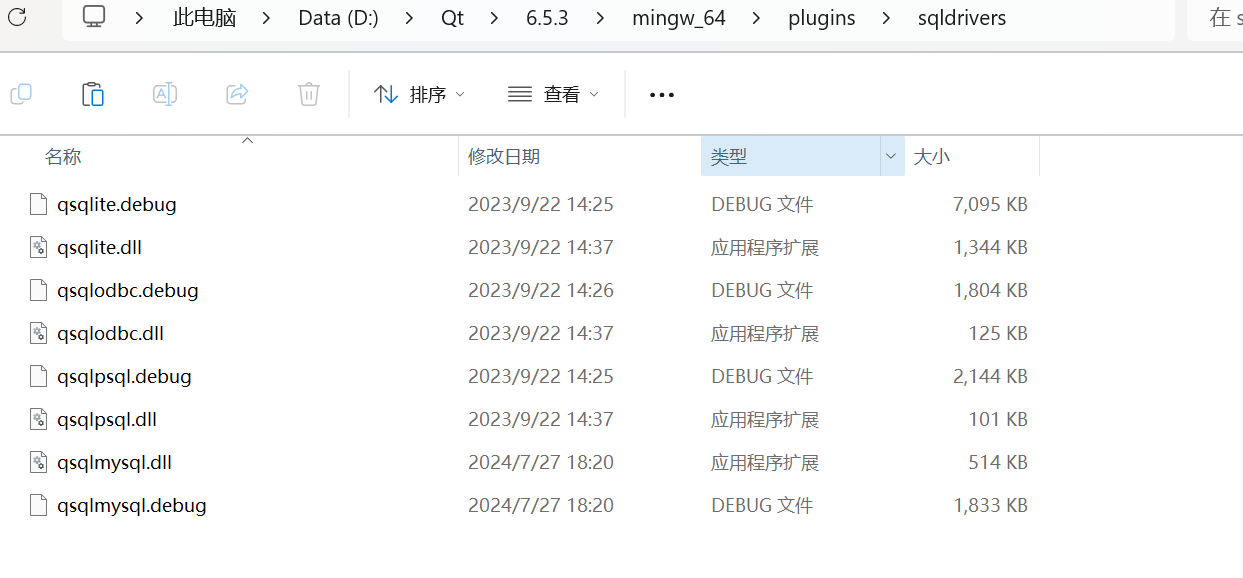 此电脑 > Data (D:) > Qt > 6.5.3 > mingw_64 > plugins > sqldrivers 在 s
排序 查看
名称 修改日期 类型 大小
qsqlite.debug 2023/9/22 14:25 DEBUG 文件 7,095 KB
qsqlite.dll 2023/9/22 14:37 应用程序扩展 1,344 KB
qsqlodbc.debug 2023/9/22 14:26 DEBUG 文件 1,804 KB
qsqlodbc.dll 2023/9/22 14:37 应用程序扩展 125 KB
qsqlpsql.debug 2023/9/22 14:25 DEBUG 文件 2,144 KB
qsqlpsql.dll 2023/9/22 14:37 应用程序扩展 101 KB
qsqlmysql.dll 2024/7/27 18:20 应用程序扩展 514 KB
qsqlmysql.debug 2024/7/27 18:20 DEBUG 文件 1,833 KB